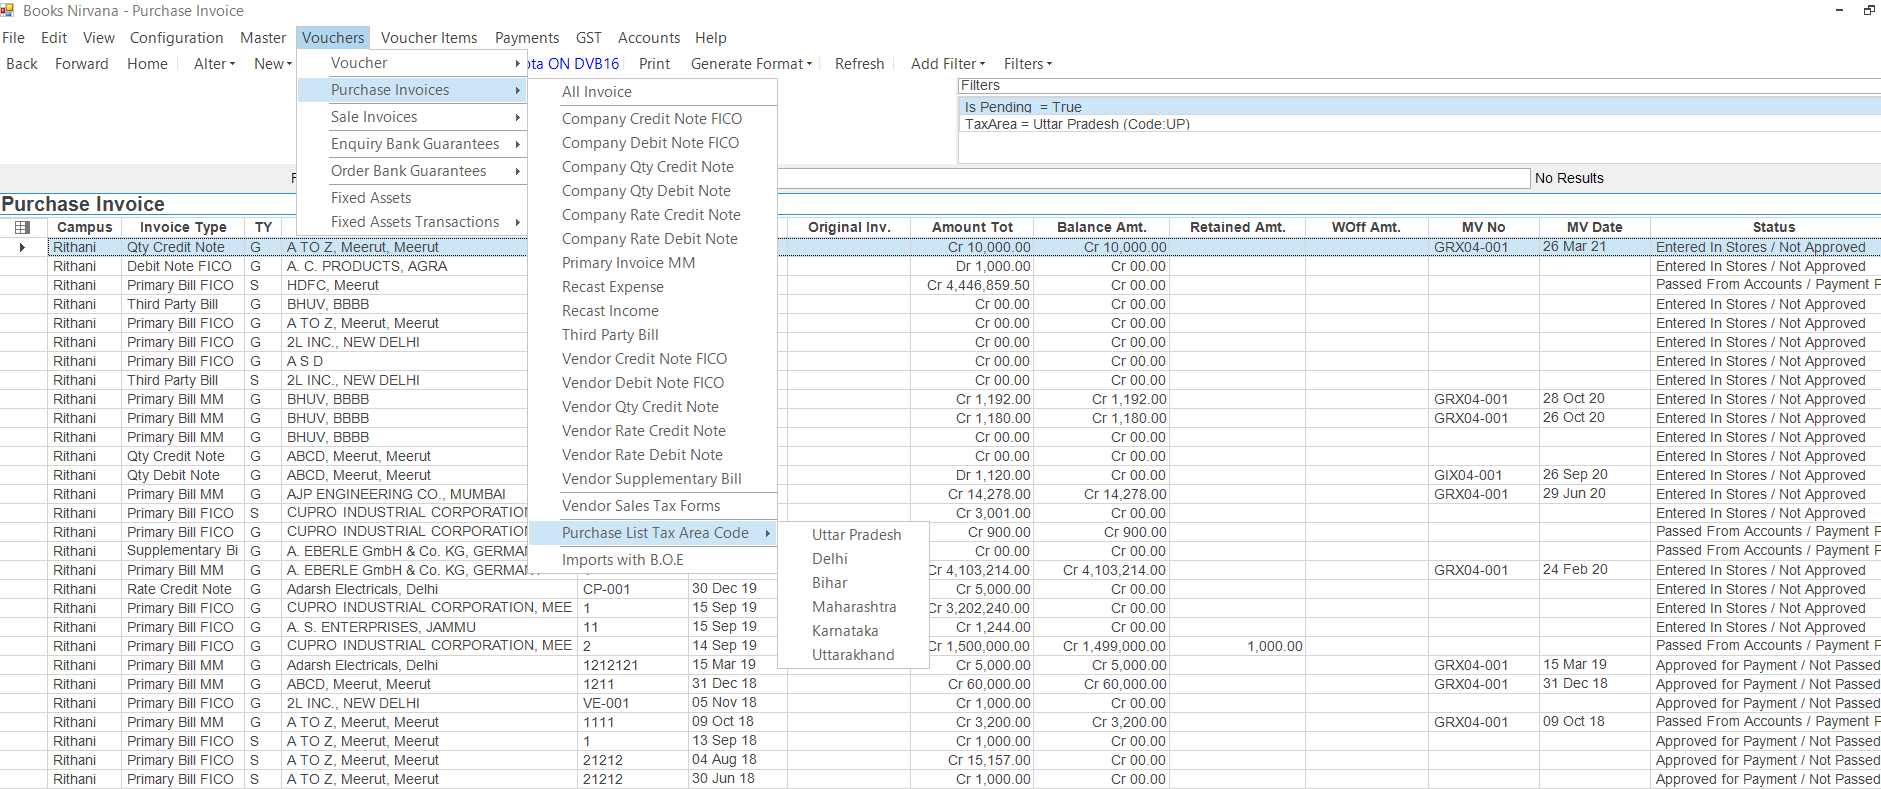 Books Nirvana - Purchase Invoice
File Edit View Configuration Master Vouchers Voucher Items Payments GST Accounts Help
Back Forward Home Alter New ota ON DVB16 Print Generate Format Refresh Add Filter Filters
Voucher
Purchase Invoices
Sale Invoices
Enquiry Bank Guarantees
Order Bank Guarantees
Fixed Assets
Fixed Assets Transactions
All Invoice
Company Credit Note FICO
Company Debit Note FICO
Company Qty Credit Note
Company Qty Debit Note
Company Rate Credit Note
Company Rate Debit Note
Primary Invoice MM
Recast Expense
Recast Income
Third Party Bill
Vendor Credit Note FICO
Vendor Debit Note FICO
Vendor Qty Credit Note
Vendor Rate Credit Note
Vendor Rate Debit Note
Vendor Supplementary Bill
Vendor Sales Tax Forms
Purchase List Tax Area Code
Imports with B.O.E
Uttar Pradesh
Delhi
Bihar
Maharashtra
Karnataka
Uttarakhand
Filters
Is Pending = True
TaxArea = Uttar Pradesh (Code:UP)
No Results
Purchase Invoice
Campus Invoice Type TY Original Inv. Amount Tot Balance Amt. Retained Amt. WOff Amt. MV No MV Date Status
Rithani Qty Credit Note G A TO Z, Meerut, Meerut Cr 10,000.00 Cr 10,000.00 GRX04-001 26 Mar 21 Entered In Stores / Not Approved
Rithani Debit Note FICO G A. C. PRODUCTS, AGRA Dr 1,000.00 Cr 00.00 Entered In Stores / Not Approved
Rithani Primary Bill FICO S HDFC, Meerut Cr 4,446,859.50 Cr 00.00 Passed From Accounts / Payment F
Rithani Third Party Bill G BHUV, BBBB Cr 00.00 Cr 00.00 Entered In Stores / Not Approved
Rithani Primary Bill FICO G A TO Z, Meerut, Meerut Cr 00.00 Cr 00.00 Entered In Stores / Not Approved
Rithani Primary Bill FICO G 2L INC., NEW DELHI Cr 00.00 Cr 00.00 Entered In Stores / Not Approved
Rithani Primary Bill FICO G A S D Cr 00.00 Cr 00.00 Entered In Stores / Not Approved
Rithani Third Party Bill S 2L INC., NEW DELHI Cr 00.00 Cr 00.00 Entered In Stores / Not Approved
Rithani Primary Bill MM G BHUV, BBBB Cr 1,192.00 Cr 1,192.00 GRX04-001 28 Oct 20 Entered In Stores / Not Approved
Rithani Primary Bill MM G BHUV, BBBB Cr 1,180.00 Cr 1,180.00 GRX04-001 26 Oct 20 Entered In Stores / Not Approved
Rithani Primary Bill MM G BHUV, BBBB Cr 00.00 Cr 00.00 Entered In Stores / Not Approved
Rithani Qty Credit Note G ABCD, Meerut, Meerut Cr 00.00 Cr 00.00 Entered In Stores / Not Approved
Rithani Qty Debit Note G ABCD, Meerut, Meerut Dr 1,120.00 Cr 00.00 GIX04-001 26 Sep 20 Entered In Stores / Not Approved
Rithani Primary Bill MM G AJP ENGINEERING CO., MUMBAI Cr 14,278.00 Cr 14,278.00 GRX04-001 29 Jun 20 Entered In Stores / Not Approved
Rithani Primary Bill FICO S CUPRO INDUSTRIAL CORPORATION, Cr 3,001.00 Cr 00.00 Entered In Stores / Not Approved
Rithani Primary Bill FICO G CUPRO INDUSTRIAL CORPORATION, Cr 900.00 Cr 900.00 Passed From Accounts / Payment F
Rithani Supplementary Bi G A. EBERLE GmbH & Co. KG, GERMAN Cr 00.00 Cr 00.00 Passed From Accounts / Payment F
Rithani Primary Bill MM G A. EBERLE GmbH & Co. KG, GERMAN Cr 4,103,214.00 Cr 4,103,214.00 GRX04-001 24 Feb 20 Entered In Stores / Not Approved
Rithani Rate Credit Note G Adarsh Electricals, Delhi CP-001 30 Dec 19 Cr 5,000.00 Cr 00.00 Entered In Stores / Not Approved
Rithani Primary Bill FICO G CUPRO INDUSTRIAL CORPORATION, MEE 1 15 Sep 19 Cr 3,202,240.00 Cr 00.00 Entered In Stores / Not Approved
Rithani Primary Bill FICO G A. S. ENTERPRISES, JAMMU 11 15 Sep 19 Cr 1,244.00 Cr 00.00 Entered In Stores / Not Approved
Rithani Primary Bill FICO G CUPRO INDUSTRIAL CORPORATION, MEE 2 14 Sep 19 Cr 1,500,000.00 Cr 1,499,000.00 1,000.00 Passed From Accounts / Payment F
Rithani Primary Bill MM G Adarsh Electricals, Delhi 1212121 15 Mar 19 Cr 5,000.00 Cr 5,000.00 GRX04-001 15 Mar 19 Approved for Payment / Not Passed
Rithani Primary Bill MM G ABCD, Meerut, Meerut 1211 31 Dec 18 Cr 60,000.00 Cr 60,000.00 GRX04-001 31 Dec 18 Approved for Payment / Not Passed
Rithani Primary Bill FICO G 2L INC., NEW DELHI VE-001 05 Nov 18 Cr 1,000.00 Cr 00.00 Approved for Payment / Not Passed
Rithani Primary Bill MM G A TO Z, Meerut, Meerut 1111 09 Oct 18 Cr 3,200.00 Cr 3,200.00 GRX04-001 09 Oct 18 Passed From Accounts / Payment F
Rithani Primary Bill FICO S A TO Z, Meerut, Meerut 1 13 Sep 18 Cr 1,000.00 Cr 00.00 Approved for Payment / Not Passed
Rithani Primary Bill FICO S A TO Z, Meerut, Meerut 21212 04 Aug 18 Cr 15,157.00 Cr 00.00 Approved for Payment / Not Passed
Rithani Primary Bill FICO S A TO Z, Meerut, Meerut 21212 30 Jun 18 Cr 1,000.00 Cr 00.00 Approved for Payment / Not Passed